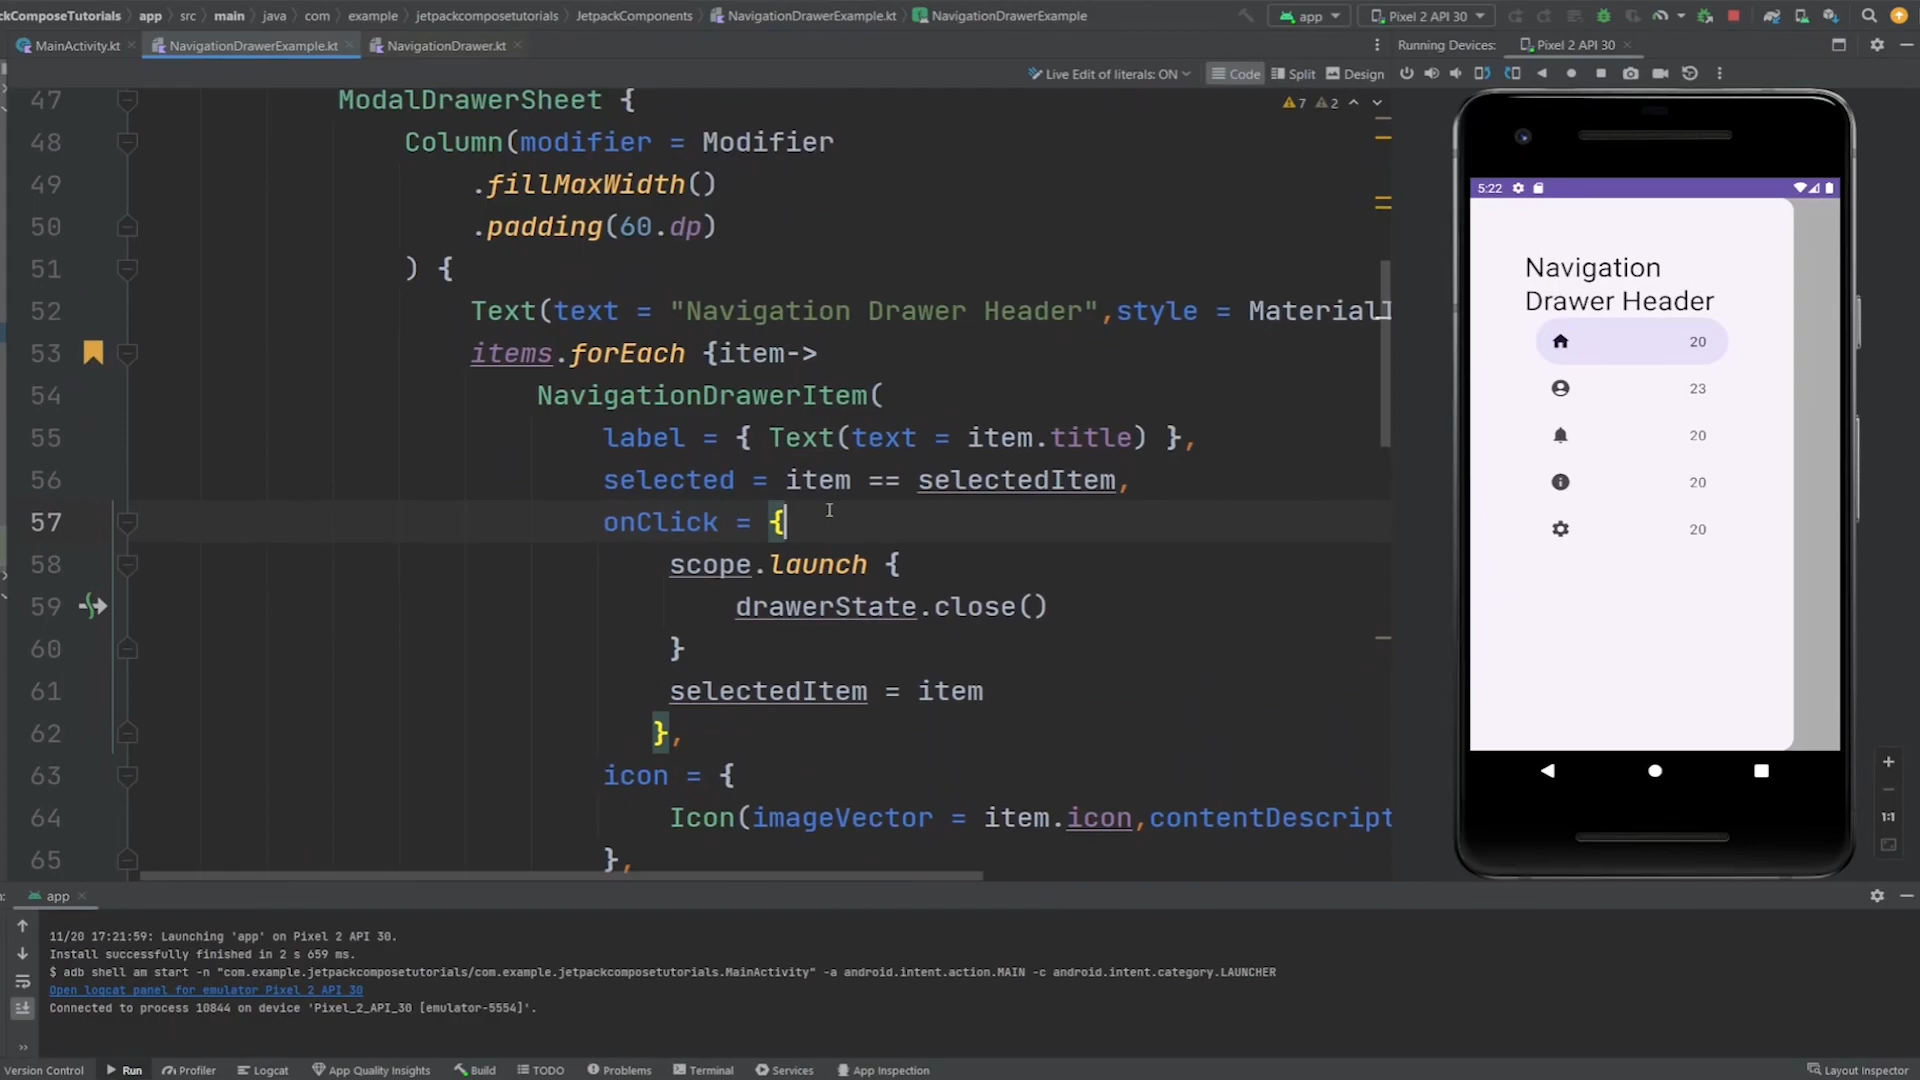 ckComposeTutorials app src main java com example jetpackcomposetutorials JetpackComponents NavigationDrawerExample.kt NavigationDrawerExample app Pixel 2 API 30
MainActivity.kt NavigationDrawerExample.kt NavigationDrawer.kt Running Devices: Pixel 2 API 30
Live Edit of literals: ON Code Split Design
7 2
47 ModalDrawerSheet {
48 Column(modifier = Modifier
49 .fillMaxWidth()
50 .padding(60.dp)
51 ) {
52 Text(text = "Navigation Drawer Header",style = Material
53 items.forEach {item->
54 NavigationDrawerItem(
55 label = { Text(text = item.title) },
56 selected = item == selectedItem,
57 onClick = {
58 scope.launch {
59 drawerState.close()
60 }
61 selectedItem = item
62 },
63 icon = {
64 Icon(imageVector = item.icon,contentDescript
65 },
5:22
Navigation
Drawer Header
20
23
20
20
20
1:1
app
11/20 17:21:59: Launching 'app' on Pixel 2 API 30.
Install successfully finished in 2 s 659 ms.
$ adb shell am start -n "com.example.jetpackcomposetutorials/com.example.jetpackcomposetutorials.MainActivity" -a android.intent.action.MAIN -c android.intent.category.LAUNCHER
Open logcat panel for emulator Pixel 2 API 30
Connected to process 10844 on device 'Pixel_2_API_30 [emulator-5554]'.
Version Control Run Profiler Logcat App Quality Insights Build TODO Problems Terminal Services App Inspection Layout Inspector